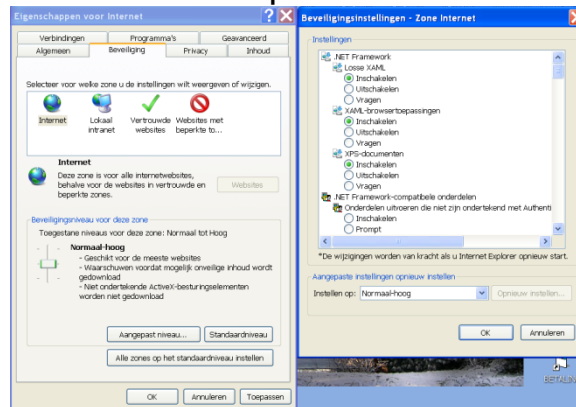 Eigenschappen voor Internet
Verbindingen Programma's Geavanceerd
Algemeen Beveiliging Privacy Inhoud
Selecteer voor welke zone u de instellingen wilt weergeven of wijzigen.
Internet Lokaal intranet Vertrouwde websites Websites met beperkte to...
Internet
Deze zone is voor alle internetwebsites,
behalve voor de websites in vertrouwde en
beperkte zones.
Websites
Beveiligingsniveau voor deze zone
Toegestane niveaus voor deze zone: Normaal tot Hoog
Normaal-hoog
- Geschikt voor de meeste websites
- Waarschuwen voordat mogelijk onveilige inhoud wordt
gedownload
- Niet ondertekende ActiveX-besturingselementen
worden niet gedownload
Aangepast niveau... Standaardniveau
Alle zones op het standaardniveau instellen
OK Annuleren Toepassen
Beveiligingsinstellingen - Zone Internet
Instellingen
.NET Framework
Losse XAML
Inschakelen
Uitschakelen
Vragen
XAML-browsertoepassingen
Inschakelen
Uitschakelen
Vragen
XPS-documenten
Inschakelen
Uitschakelen
Vragen
.NET Framework-compatibele onderdelen
Onderdelen uitvoeren die niet zijn ondertekend met Authenti
Inschakelen
Prompt
*De wijzigingen worden van kracht als u Internet Explorer opnieuw start.
Aangepaste instellingen opnieuw instellen
Instellen op: Normaal-hoog Opnieuw instellen...
OK Annuleren